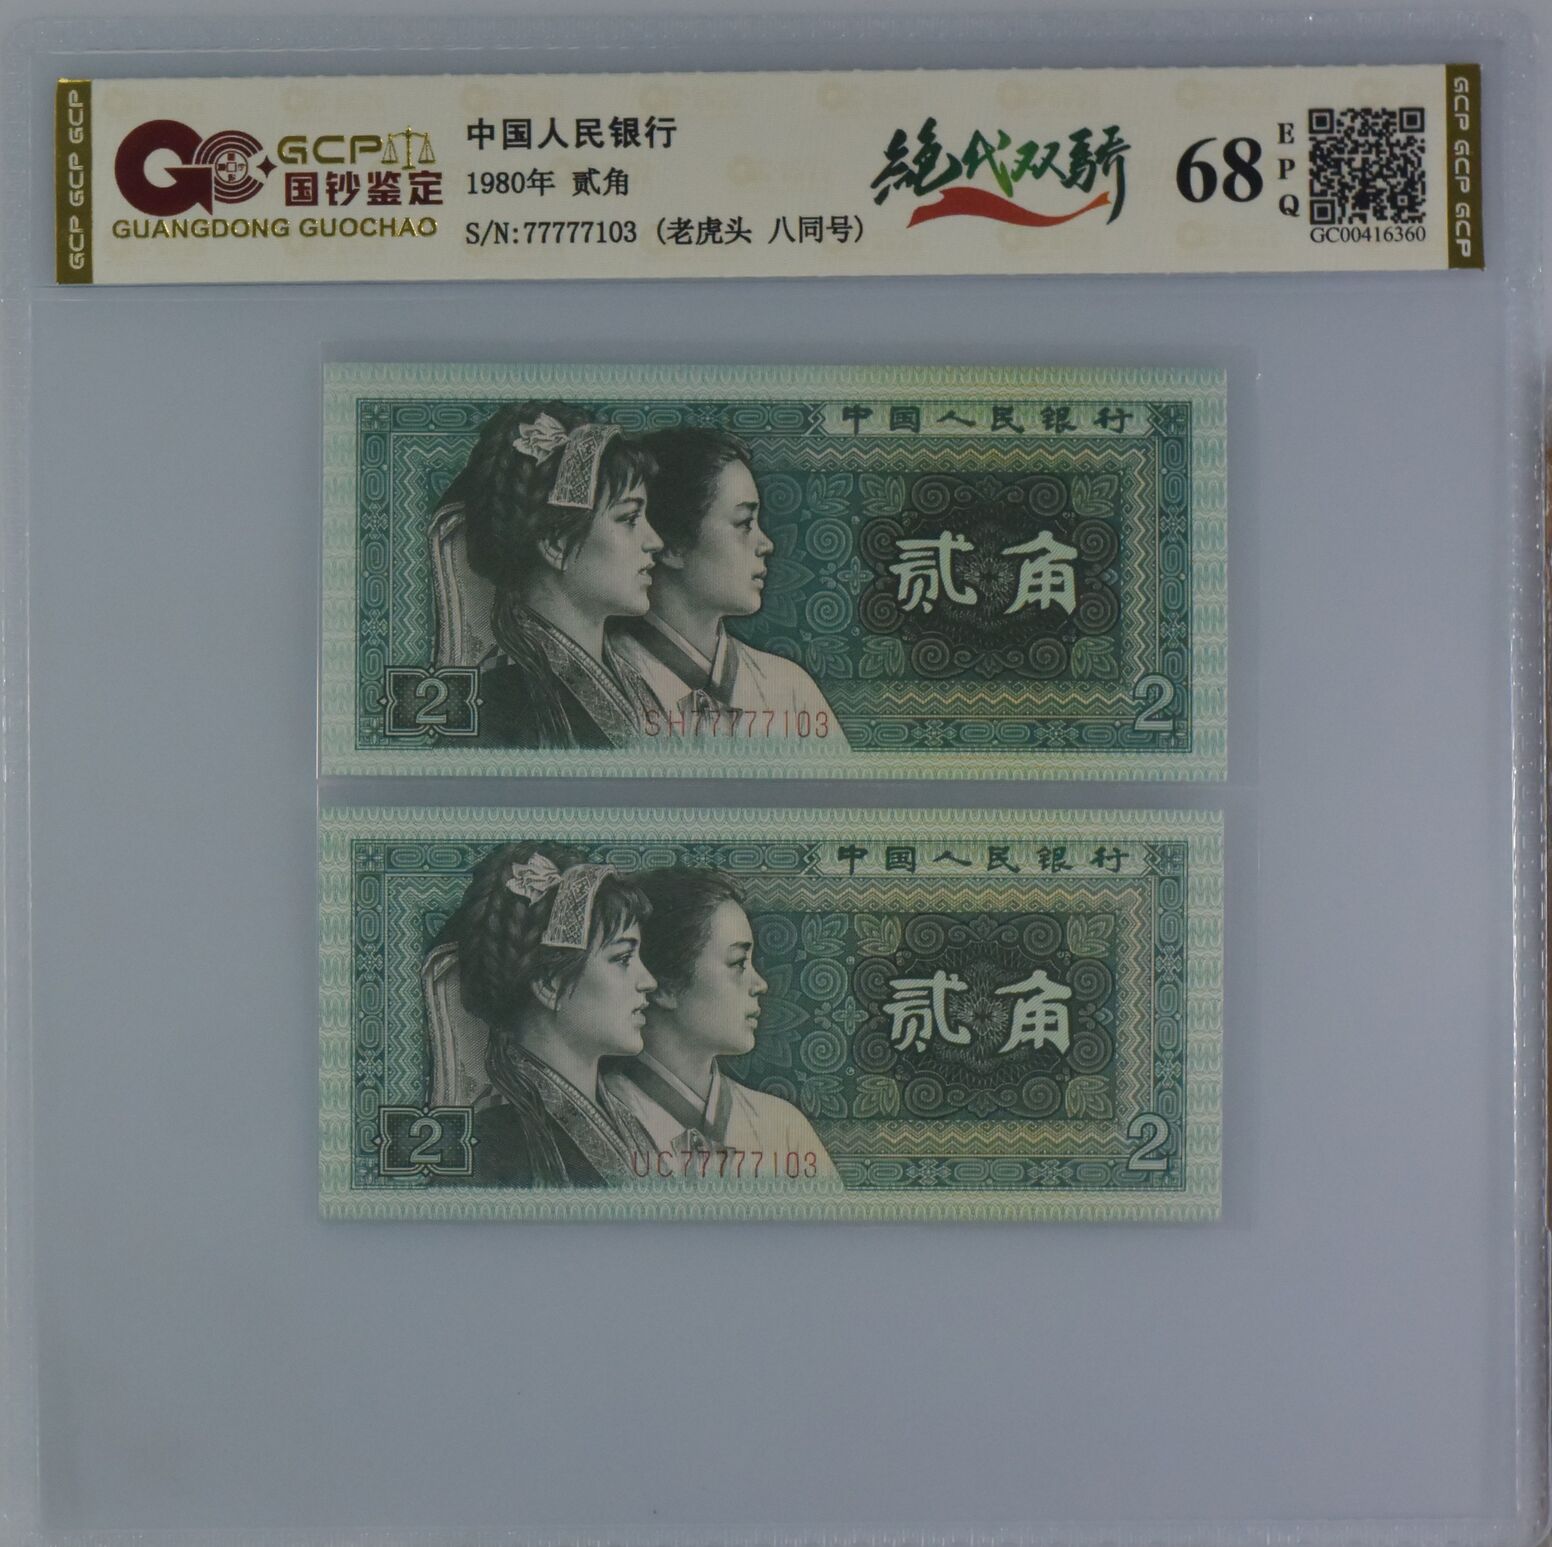 GCP GCP GCP
GCP
国钞鉴定
GUANGDONG GUOCHAO
中国人民银行
1980年 贰角
S/N:77777103 (老虎头 八同号)
絕代双骄
68
EPQ
GC00416360
GCP GCP GCP
中国人民银行
贰角
2
2
SH77777103
中国人民银行
贰角
2
2
UC77777103